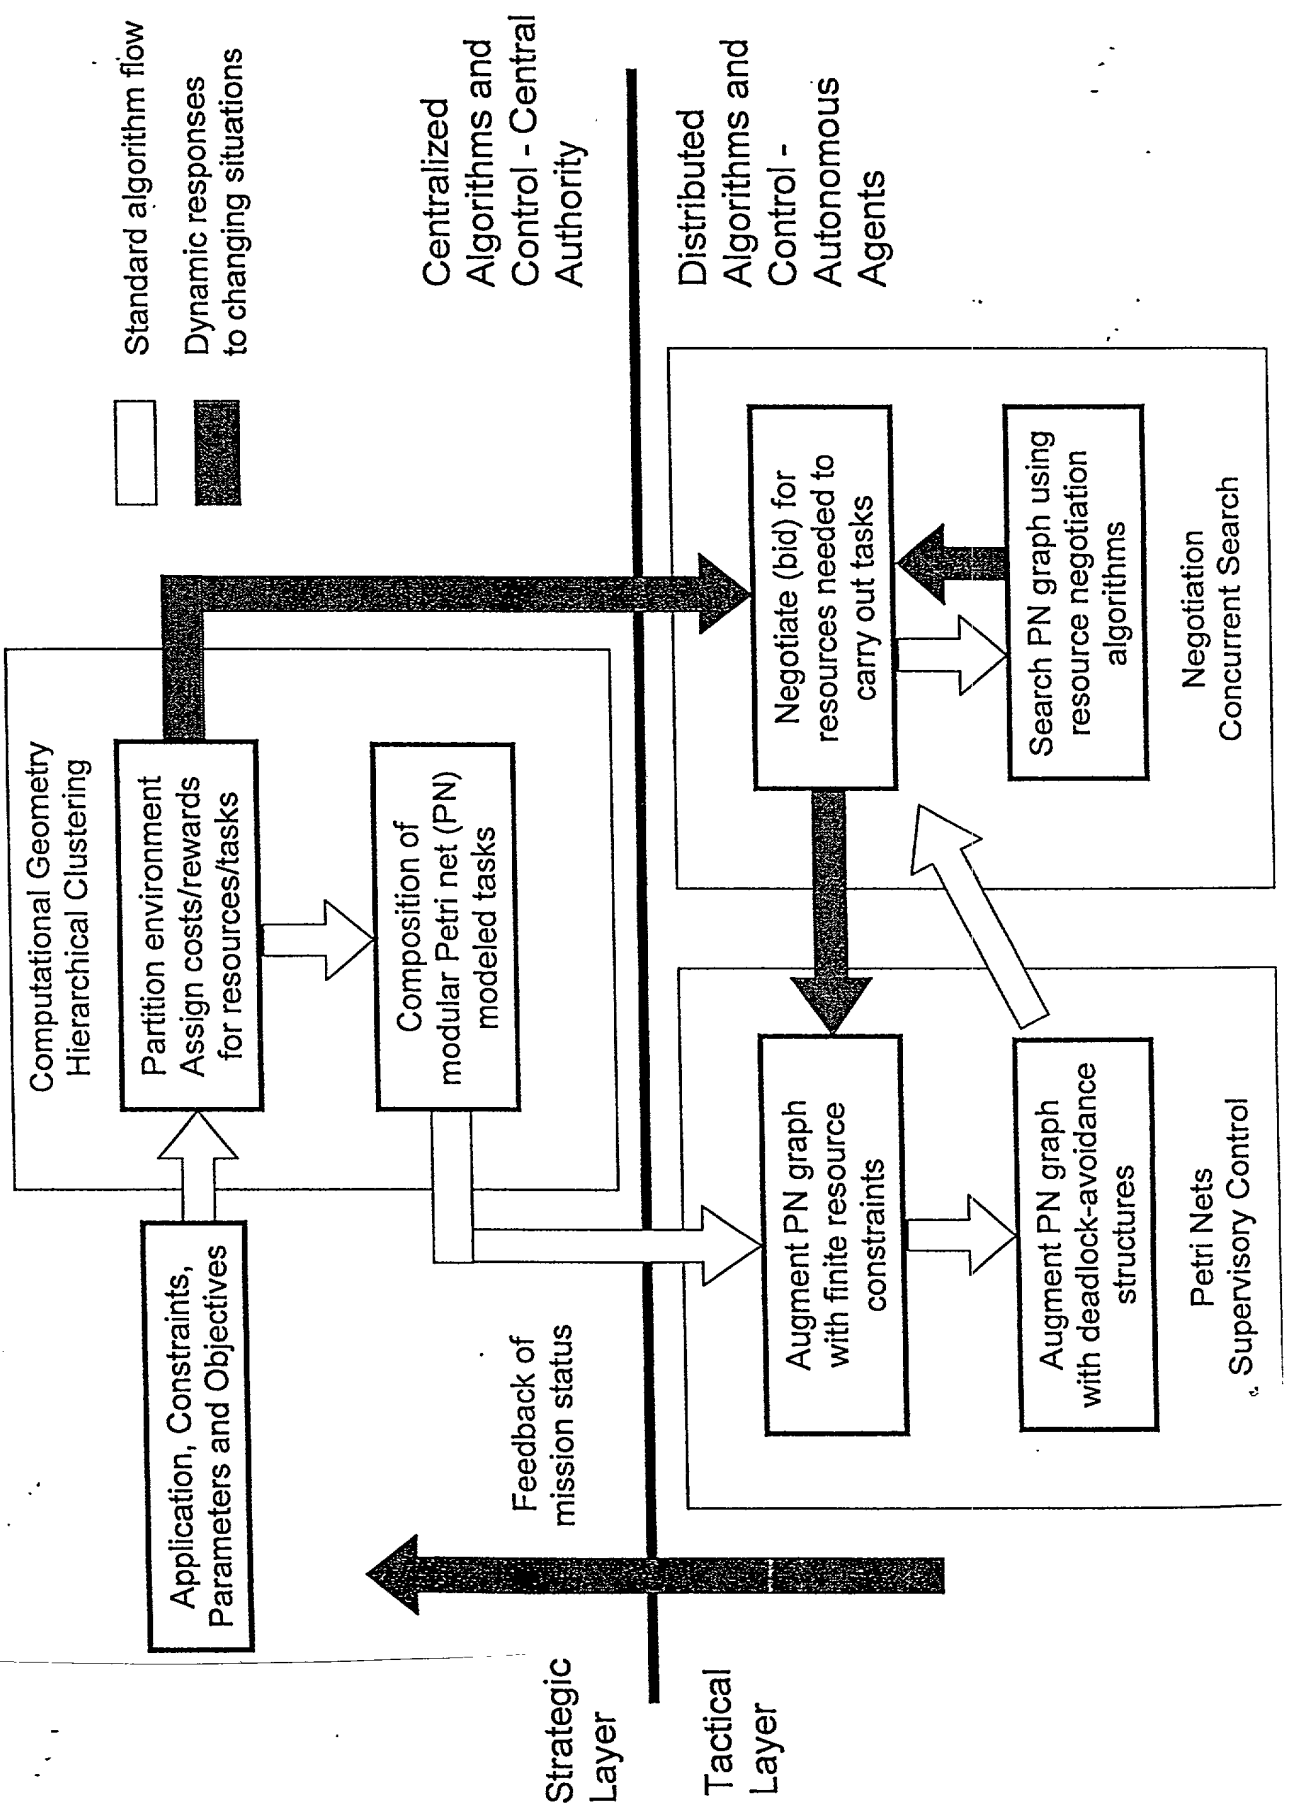 Standard algorithm flow
Dynamic responses
to changing situations
Computational Geometry
Hierarchical Clustering
Application, Constraints,
Parameters and Objectives
Partition environment
Assign costs/rewards
for resources/tasks
Composition of
modular Petri net (PN)
modeled tasks
Centralized
Algorithms and
Control - Central
Authority
Feedback of
mission status
Strategic
Layer
Tactical
Layer
Distributed
Algorithms and
Control -
Autonomous
Agents
Augment PN graph
with finite resource
constraints
Negotiate (bid) for
resources needed to
carry out tasks
Augment PN graph
with deadlock-avoidance
structures
Search PN graph using
resource negotiation
algorithms
Petri Nets
Supervisory Control
Negotiation
Concurrent Search